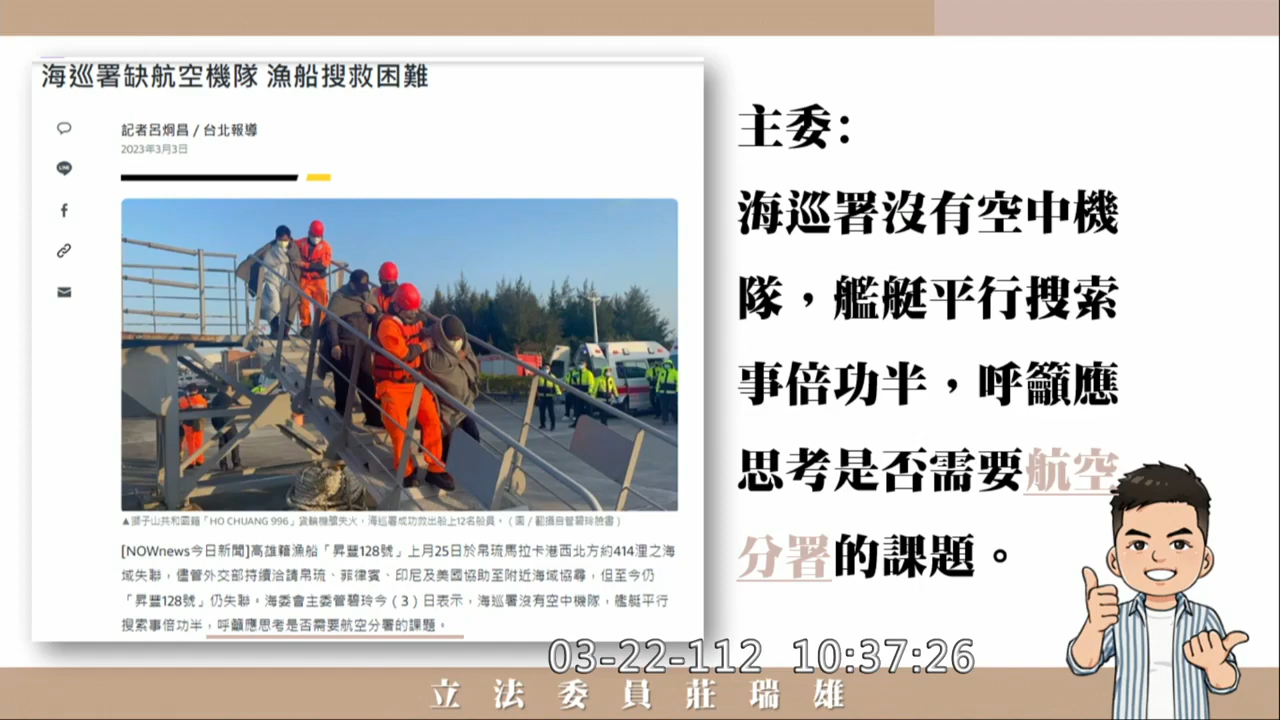 海巡署缺航空機隊 漁船搜救困難
記者呂炯昌 / 台北報導
2023年3月3日
LINE
▲獅子山共和國籍「HO CHUANG 996」貨輪機艙失火，海巡署成功救出船上12名船員。（圖／翻攝自管碧玲臉書）
[NOWnews今日新聞]高雄籍漁船「昇豐128號」上月25日於帛琉馬拉卡港西北方約414浬之海
域失聯，儘管外交部持續洽請帛琉、菲律賓、印尼及美國協助至附近海域協尋，但至今仍
「昇豐128號」仍失聯。海委會主委管碧玲今（3）日表示，海巡署沒有空中機隊，艦艇平行
搜索事倍功半，呼籲應思考是否需要航空分署的課題。
主委：
海巡署沒有空中機
隊，艦艇平行搜索
事倍功半，呼籲應
思考是否需要航空
分署的課題。
03-22-112 10:37:26
立法委員莊瑞雄